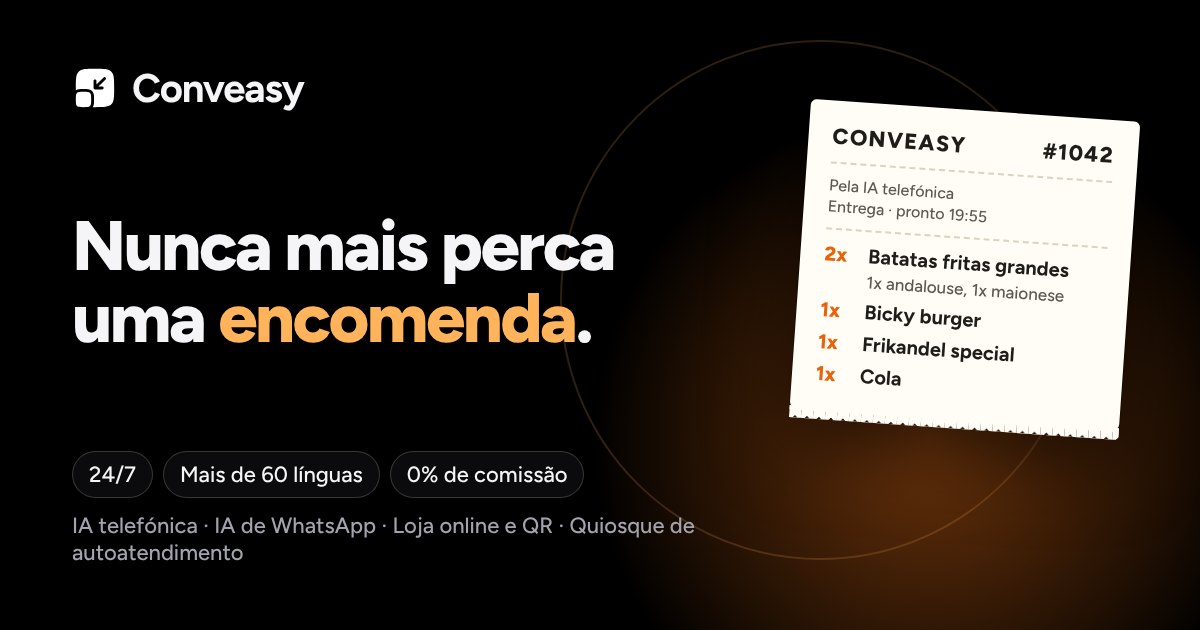 Conveasy
Nunca mais perca
uma encomenda.
24/7
Mais de 60 línguas
0% de comissão
IA telefónica · IA de WhatsApp · Loja online e QR · Quiosque de
autoatendimento
CONVEASY #1042
Pela IA telefónica
Entrega · pronto 19:55
2x Batatas fritas grandes
1x andalouse, 1x maionese
1x Bicky burger
1x Frikandel special
1x Cola